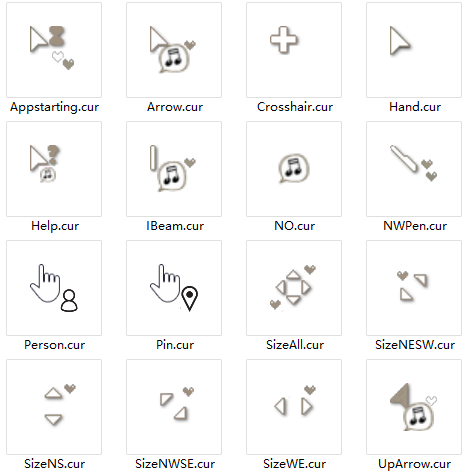 Appstarting.cur Arrow.cur Crosshair.cur Hand.cur
Help.cur IBeam.cur NO.cur NWPen.cur
Person.cur Pin.cur SizeAll.cur SizeNESW.cur
SizeNS.cur SizeNWSE.cur SizeWE.cur UpArrow.cur